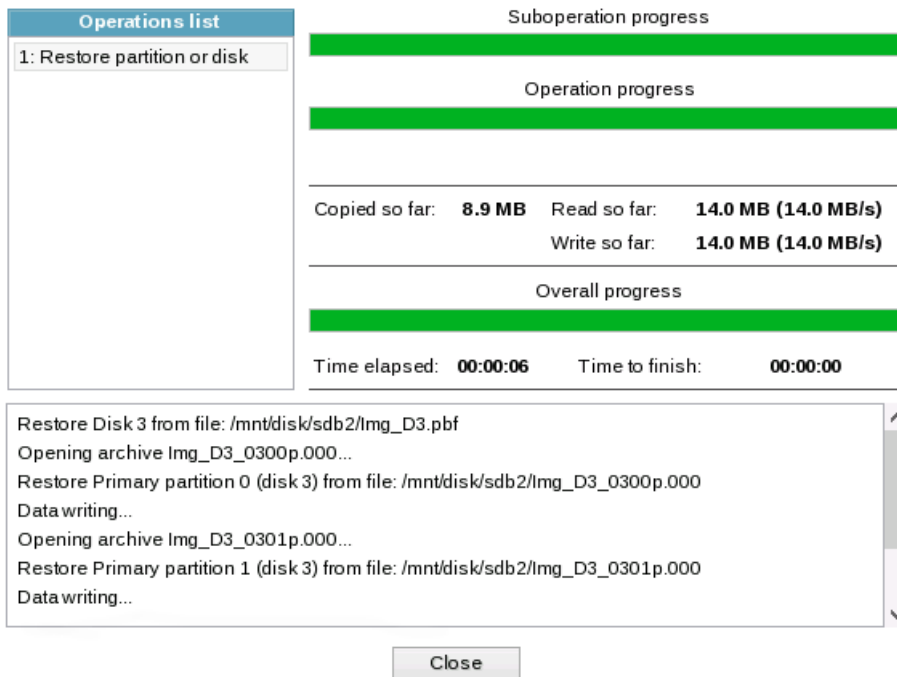 Operations list
1: Restore partition or disk
Suboperation progress
Operation progress
Copied so far: 8.9 MB Read so far: 14.0 MB (14.0 MB/s)
Write so far: 14.0 MB (14.0 MB/s)
Overall progress
Time elapsed: 00:00:06 Time to finish: 00:00:00
Restore Disk 3 from file: /mnt/disk/sdb2/Img_D3.pbf
Opening archive Img_D3_0300p.000...
Restore Primary partition 0 (disk 3) from file: /mnt/disk/sdb2/Img_D3_0300p.000
Data writing...
Opening archive Img_D3_0301p.000...
Restore Primary partition 1 (disk 3) from file: /mnt/disk/sdb2/Img_D3_0301p.000
Data writing...
Close